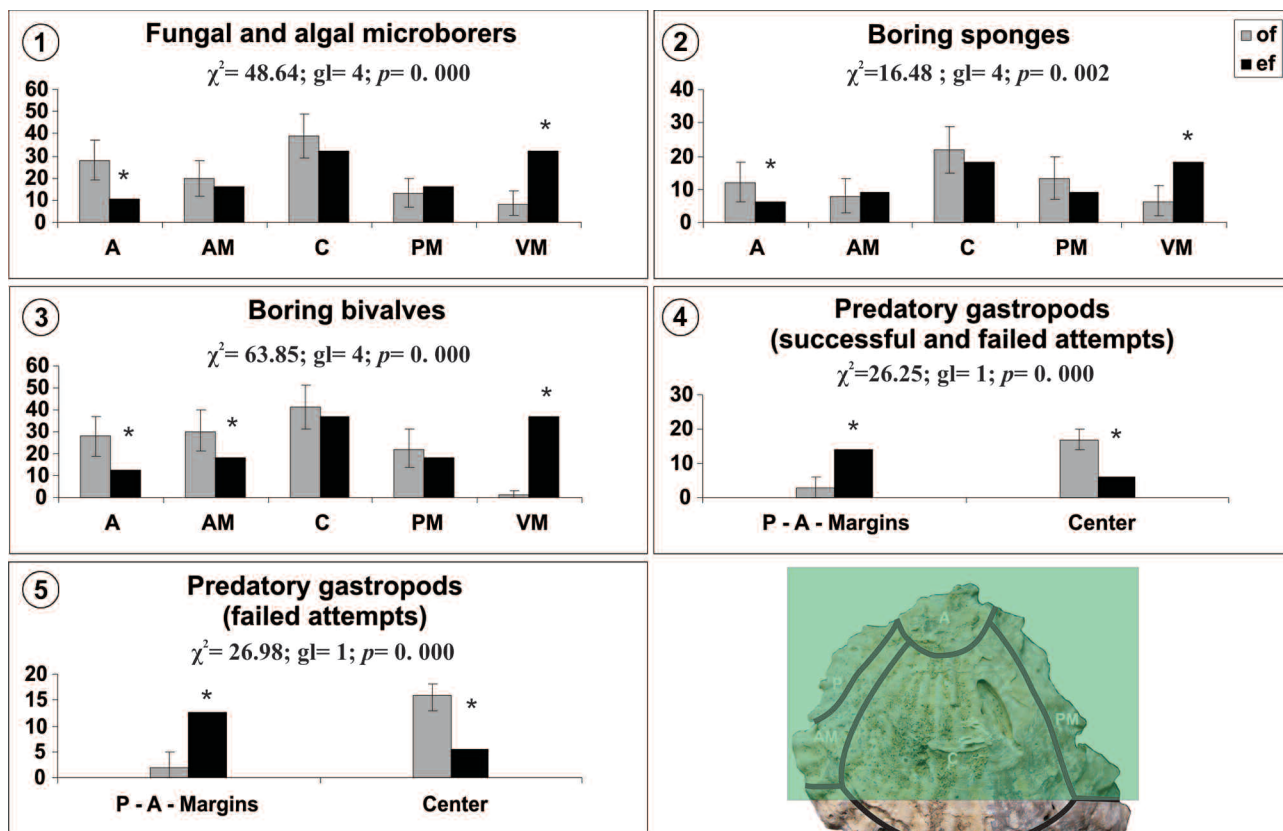 1
Fungal and algal microborers
χ²= 48.64; gl= 4; p= 0. 000
60
50
40
30
20
10
0
*
*
A AM C PM VM
2
Boring sponges
χ²=16.48 ; gl= 4; p= 0. 002
of
ef
40
30
20
10
0
*
*
A AM C PM VM
3
Boring bivalves
χ²= 63.85; gl= 4; p= 0. 000
60
50
40
30
20
10
0
*
*
*
A AM C PM VM
4
Predatory gastropods
(successful and failed attempts)
χ²=26.25; gl= 1; p= 0. 000
30
20
10
0
*
*
P - A - Margins Center
5
Predatory gastropods
(failed attempts)
χ²= 26.98; gl= 1; p= 0. 000
20
15
10
5
0
*
*
P - A - Margins Center
A
P
AM
PM
C